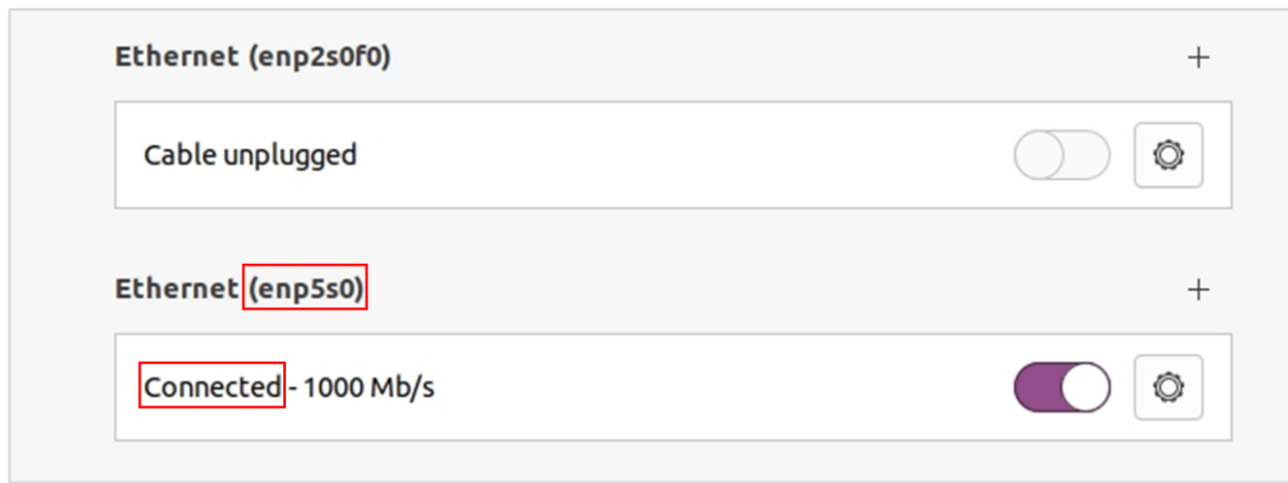 Ethernet (enp2s0f0)
Cable unplugged
Ethernet (enp5s0)
Connected - 1000 Mb/s